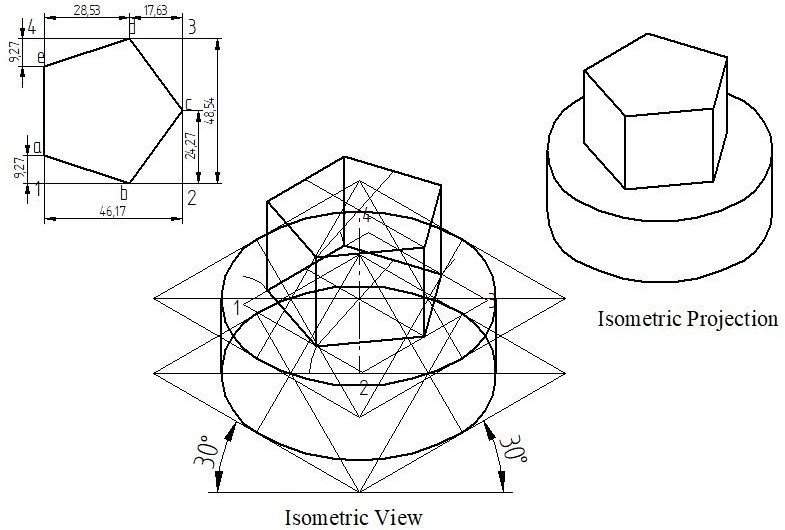 28,53
17,63
4
d
3
9,27
e
c
48,54
24,27
a
9,27
1
b
2
46,17
4
1
3
2
30°
30°
Isometric View
Isometric Projection